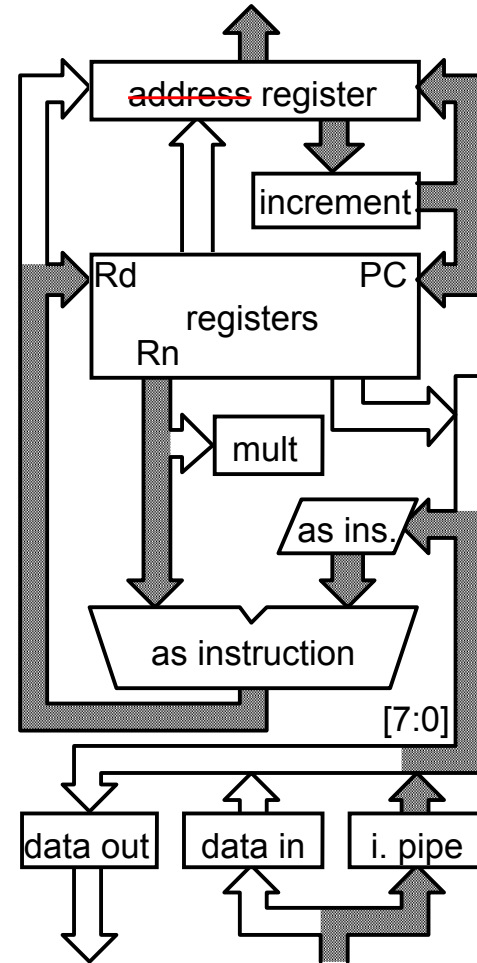 address register
increment
Rd PC
registers
Rn
mult
as ins.
as instruction
[7:0]
data out data in i. pipe